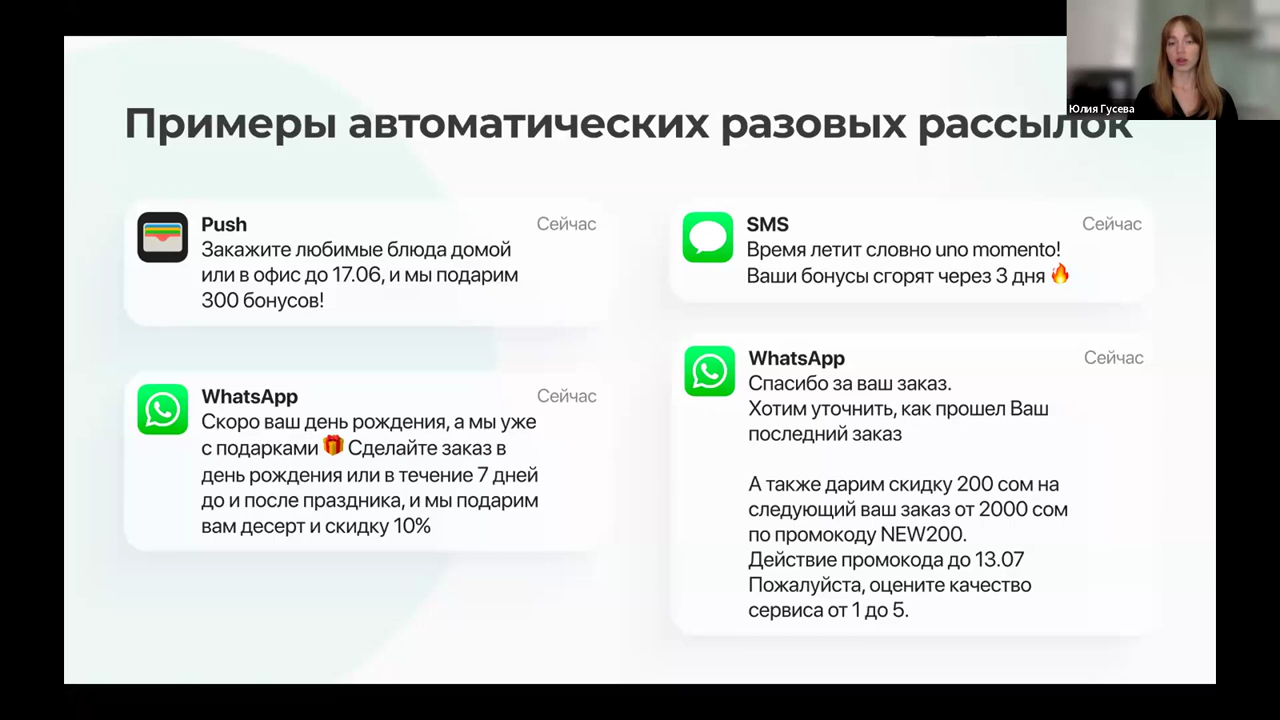 Юлия Гусева
Примеры автоматических разовых рассылок
Push
Сейчас
Закажите любимые блюда домой
или в офис до 17.06, и мы подарим
300 бонусов!
SMS
Сейчас
Время летит словно uno momento!
Ваши бонусы сгорят через 3 дня 🔥
WhatsApp
Сейчас
Скоро ваш день рождения, а мы уже
с подарками 🎁 Сделайте заказ в
день рождения или в течение 7 дней
до и после праздника, и мы подарим
вам десерт и скидку 10%
WhatsApp
Сейчас
Спасибо за ваш заказ.
Хотим уточнить, как прошел Ваш
последний заказ
А также дарим скидку 200 сом на
следующий ваш заказ от 2000 сом
по промокоду NEW200.
Действие промокода до 13.07
Пожалуйста, оцените качество
сервиса от 1 до 5.